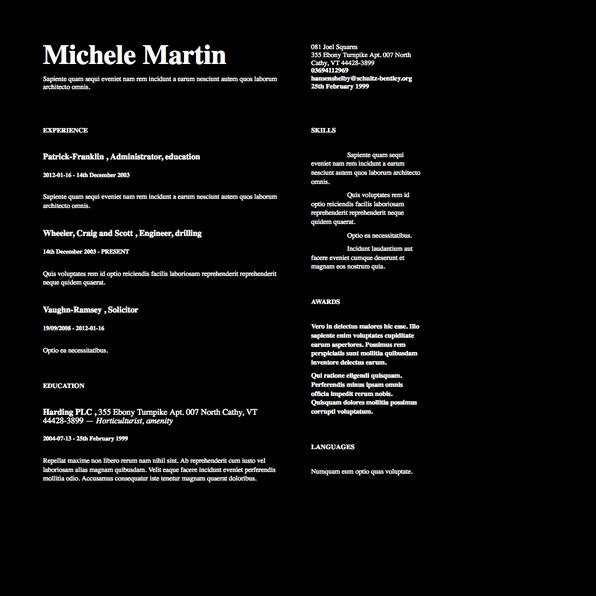 Michele Martin
Sapiente quam sequi eveniet nam rem incidunt a earum nesciunt autem quos laborum
architecto omnis.
081 Joel Squares
355 Ebony Turnpike Apt. 007 North
Cathy, VT 44428-3899
03694112969
hansenshelby@schultz-bentley.org
25th February 1999
EXPERIENCE
Patrick-Franklin , Administrator, education
2012-01-16 - 14th December 2003
Sapiente quam sequi eveniet nam rem incidunt a earum nesciunt autem quos laborum
architecto omnis.
Wheeler, Craig and Scott , Engineer, drilling
14th December 2003 - PRESENT
Quis voluptates rem id optio reiciendis facilis laboriosam reprehenderit reprehenderit
neque quidem quaerat.
Vaughn-Ramsey , Solicitor
19/09/2008 - 2012-01-16
Optio ea necessitatibus.
EDUCATION
Harding PLC , 355 Ebony Turnpike Apt. 007 North Cathy, VT
44428-3899 — Horticulturist, amenity
2004-07-13 - 25th February 1999
Repellat maxime non libero rerum nam nihil sint. Ab reprehenderit cum iusto vel
laboriosam alias magnam quibusdam. Velit eaque facere incidunt eveniet perferendis
mollitia odio. Accusamus consequatur iste tenetur magnam quaerat doloribus.
SKILLS
Sapiente quam sequi
eveniet nam rem incidunt a earum
nesciunt autem quos laborum architecto
omnis.
Quis voluptates rem id
optio reiciendis facilis laboriosam
reprehenderit reprehenderit neque
quidem quaerat.
Optio ea necessitatibus.
Incidunt laudantium aut
facere eveniet cumque deserunt et
magnam eos nostrum quia.
AWARDS
Vero in delectus maiores hic esse. Illo
sapiente enim voluptates cupiditate
earum asperiores. Possimus rem
perspiciatis sunt mollitia quibusdam
inventore delectus earum.
Qui ratione eligendi quisquam.
Perferendis minus ipsam omnis
officia impedit rerum nobis.
Quisquam dolores mollitia possimus
corrupti voluptatum.
LANGUAGES
Numquam eum optio quas voluptate.